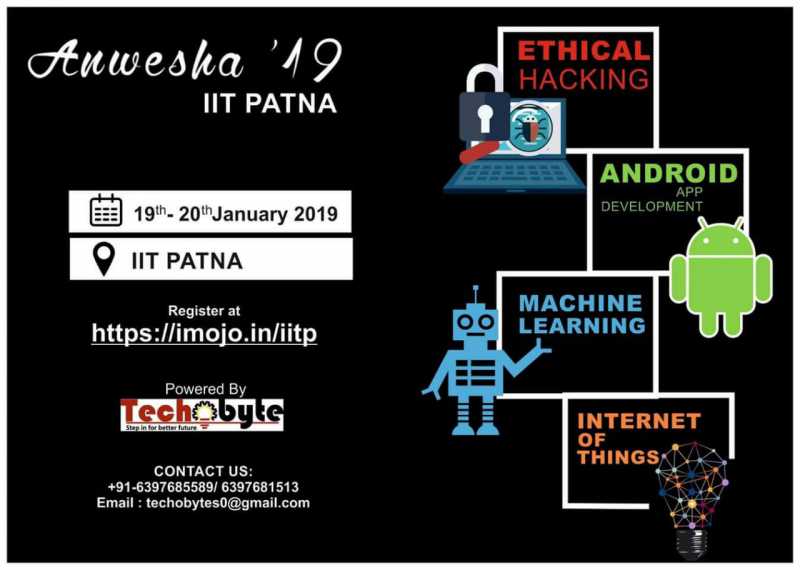 Anwesha '19
IIT PATNA
19th- 20th January 2019
IIT PATNA
Register at
https://imojo.in/iitp
Powered By
Techobyte
Step in for better future
CONTACT US:
+91-6397685589/ 6397681513
Email : techobytes0@gmail.com
ETHICAL
HACKING
ANDROID
APP
DEVELOPMENT
MACHINE
LEARNING
INTERNET
OF
THINGS